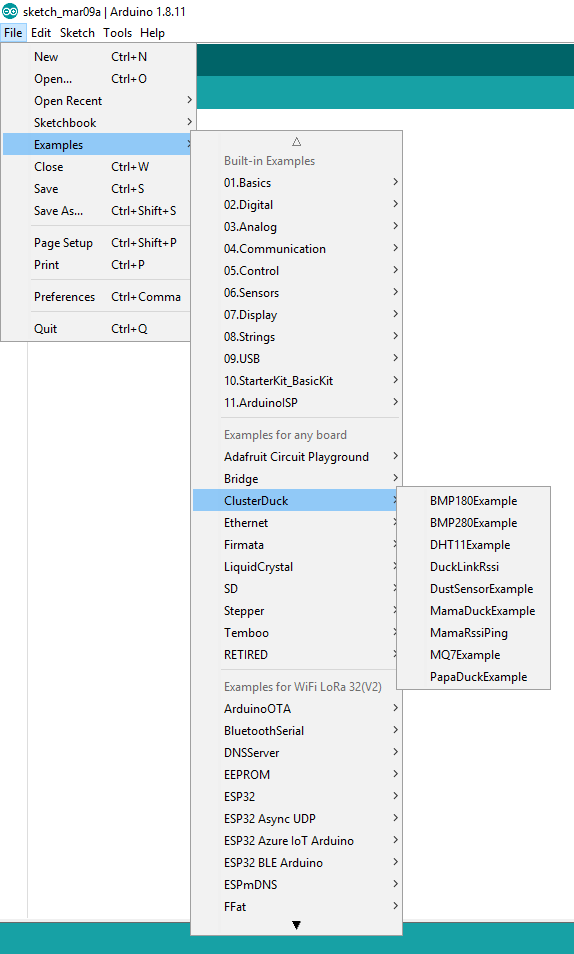 sketch_mar09a | Arduino 1.8.11
File Edit Sketch Tools Help
New Ctrl+N
Open... Ctrl+O
Open Recent
Sketchbook
Examples
Close Ctrl+W
Save Ctrl+S
Save As... Ctrl+Shift+S
Page Setup Ctrl+Shift+P
Print Ctrl+P
Preferences Ctrl+Comma
Quit Ctrl+Q
Built-in Examples
01.Basics
02.Digital
03.Analog
04.Communication
05.Control
06.Sensors
07.Display
08.Strings
09.USB
10.StarterKit_BasicKit
11.ArduinoISP
Examples for any board
Adafruit Circuit Playground
Bridge
ClusterDuck
Ethernet
Firmata
LiquidCrystal
SD
Stepper
Temboo
RETIRED
Examples for WiFi LoRa 32(V2)
ArduinoOTA
BluetoothSerial
DNSServer
EEPROM
ESP32
ESP32 Async UDP
ESP32 Azure IoT Arduino
ESP32 BLE Arduino
ESPmDNS
FFat
BMP180Example
BMP280Example
DHT11Example
DuckLinkRssi
DustSensorExample
MamaDuckExample
MamaRssiPing
MQ7Example
PapaDuckExample